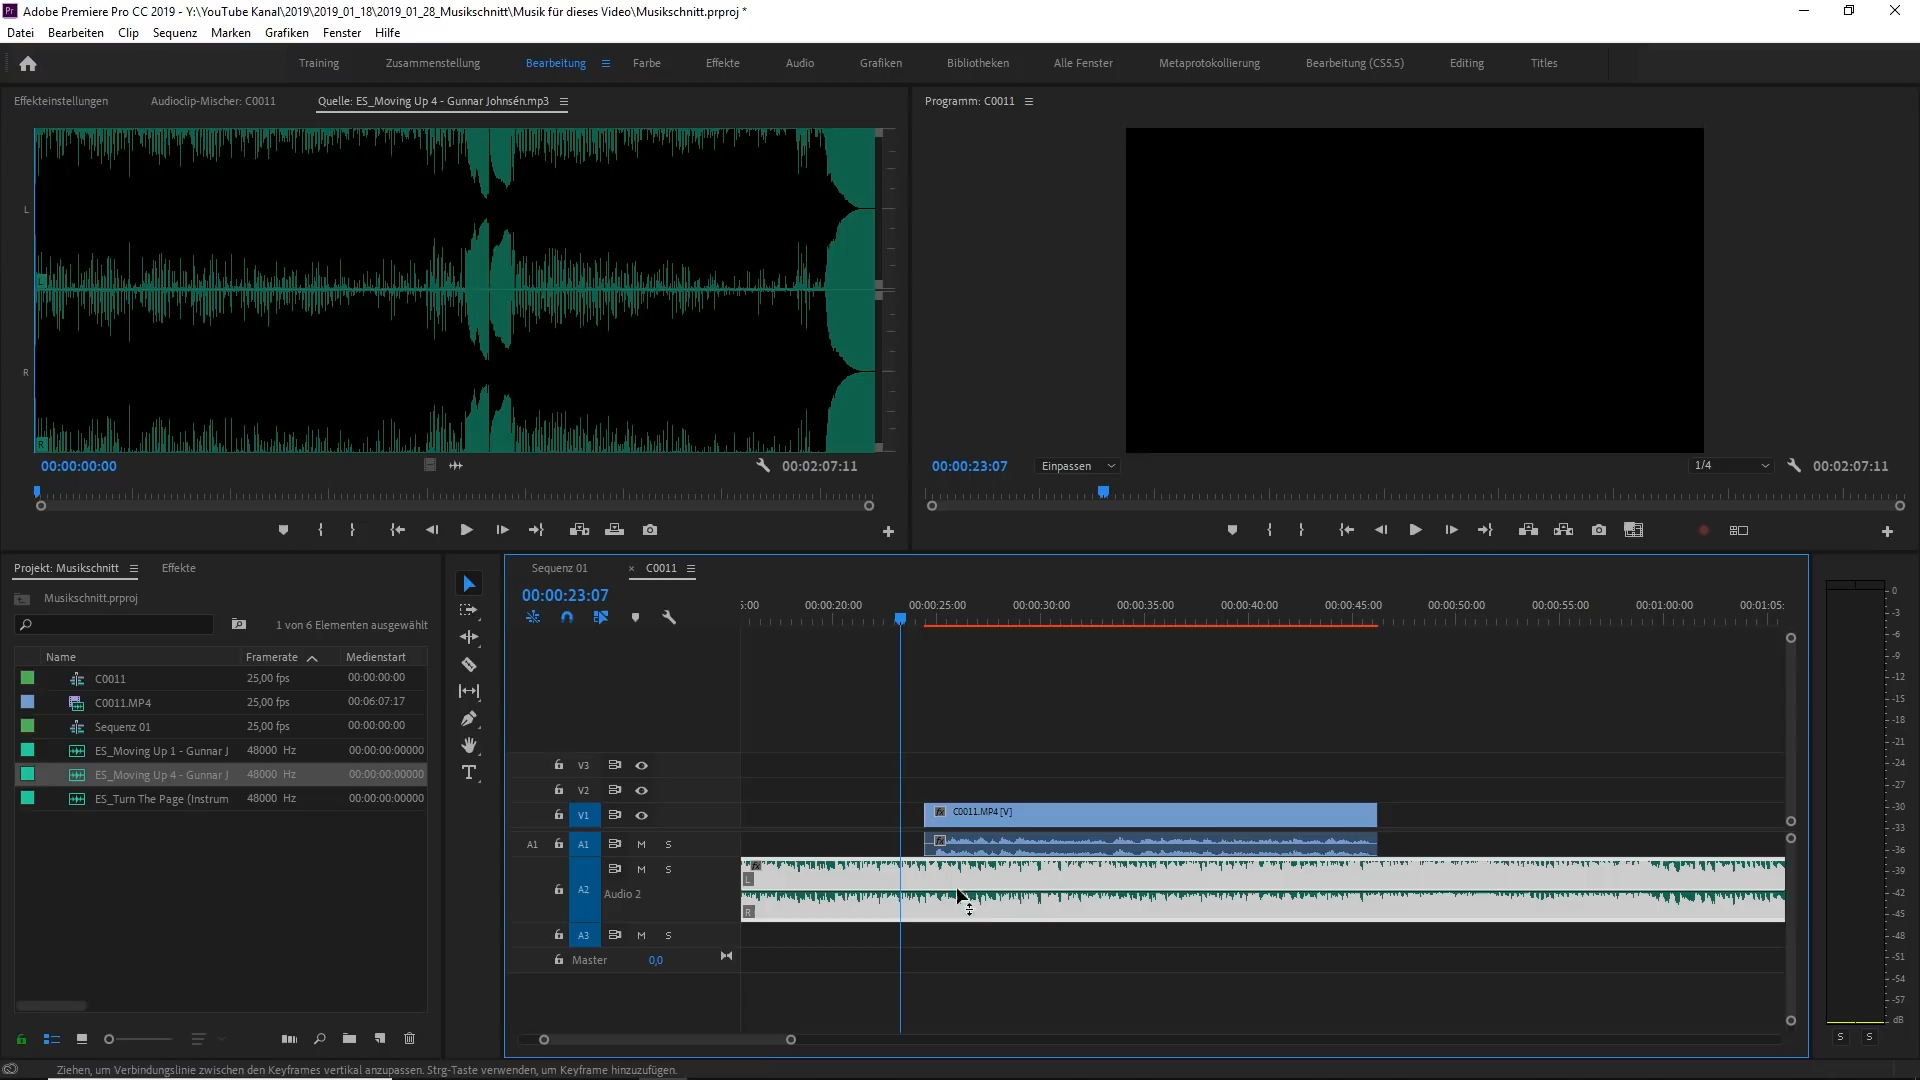 Adobe Premiere Pro CC 2019 - Y:\YouTube Kanal\2019\2019_01_18\2019_01_28_Musikschnitt\Musik für dieses Video\Musikschnitt.prproj *
Datei Bearbeiten Clip Sequenz Marken Grafiken Fenster Hilfe
Training Zusammenstellung Bearbeitung Farbe Effekte Audio Grafiken Bibliotheken Alle Fenster Metaprotokollierung Bearbeitung (CS5.5) Editing Titles
Effekteinstellungen Audioclip-Mischer: C0011 Quelle: ES_Moving Up 4 - Gunnar Johnsén.mp3
Programm: C0011
L
R
L
R
00:00:00:00 00:02:07:11
00:00:23:07 Einpassen 1/4 00:02:07:11
Projekt: Musikschnitt Effekte
Musikschnitt.prproj
1 von 6 Elementen ausgewählt
Name Framerate Medienstart
C0011 25,00 fps 00:00:00:00
C0011.MP4 25,00 fps 00:06:07:17
Sequenz 01 25,00 fps 00:00:00:00
ES_Moving Up 1 - Gunnar J 48000 Hz 00:00:00:00000
ES_Moving Up 4 - Gunnar J 48000 Hz 00:00:00:00000
ES_Turn The Page (Instrum 48000 Hz 00:00:00:00000
Sequenz 01 × C0011
00:00:23:07
5:00 00:00:20:00 00:00:25:00 00:00:30:00 00:00:35:00 00:00:40:00 00:00:45:00 00:00:50:00 00:00:55:00 00:01:00:00 00:01:05:
V3
V2
V1 C0011.MP4 [V]
A1 A1 M S
M S
A2 Audio 2
L
R
A3 M S
Master 0,0
0
-3
-6
-9
-12
-15
-18
-21
-24
-27
-30
-33
-36
-39
-42
-45
-48
-51
-54
-57
dB
S S
Ziehen, um Verbindungslinie zwischen den Keyframes vertikal anzupassen. Strg-Taste verwenden, um Keyframe hinzuzufügen.